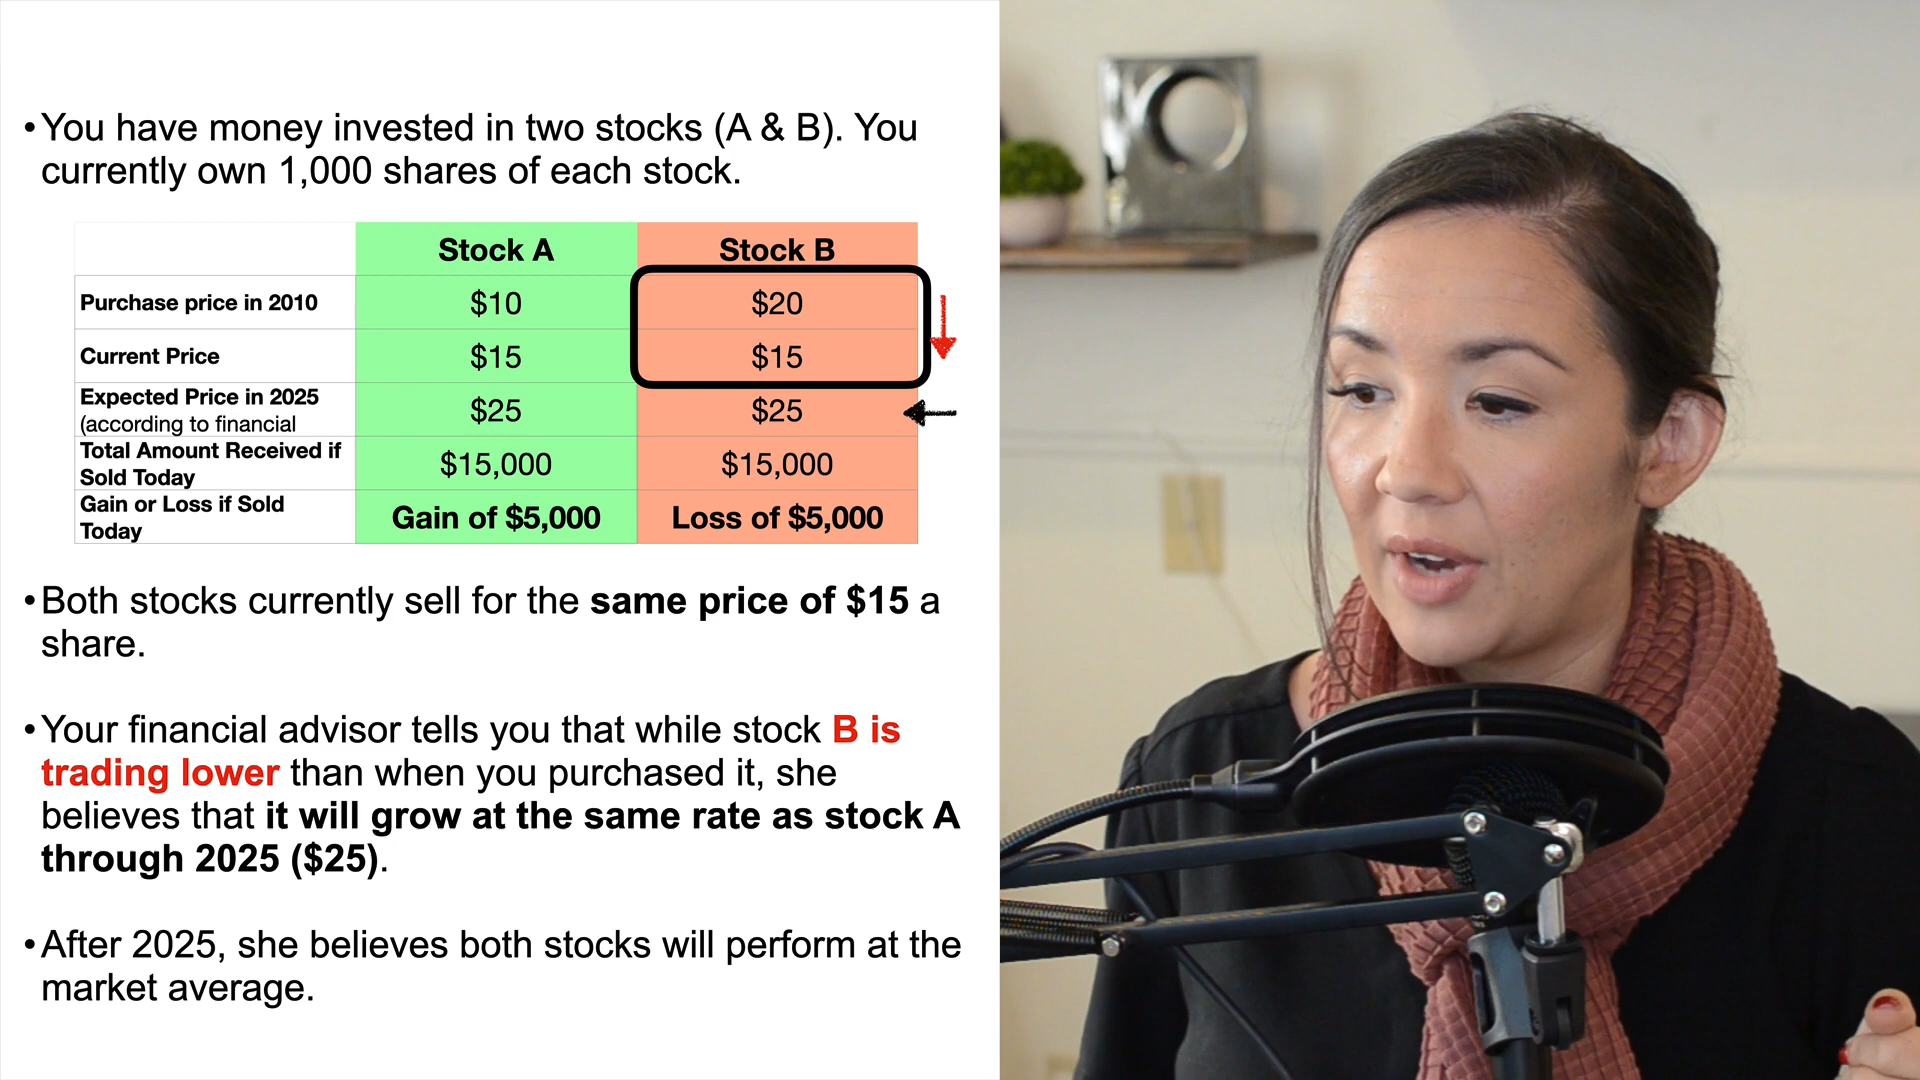 •You have money invested in two stocks (A & B). You
currently own 1,000 shares of each stock.
Stock A Stock B
Purchase price in 2010 $10 $20
Current Price $15 $15
Expected Price in 2025
(according to financial
$25 $25
Total Amount Received if
Sold Today
$15,000 $15,000
Gain or Loss if Sold
Today
Gain of $5,000 Loss of $5,000
•Both stocks currently sell for the same price of $15 a
share.
•Your financial advisor tells you that while stock B is
trading lower than when you purchased it, she
believes that it will grow at the same rate as stock A
through 2025 ($25).
•After 2025, she believes both stocks will perform at the
market average.